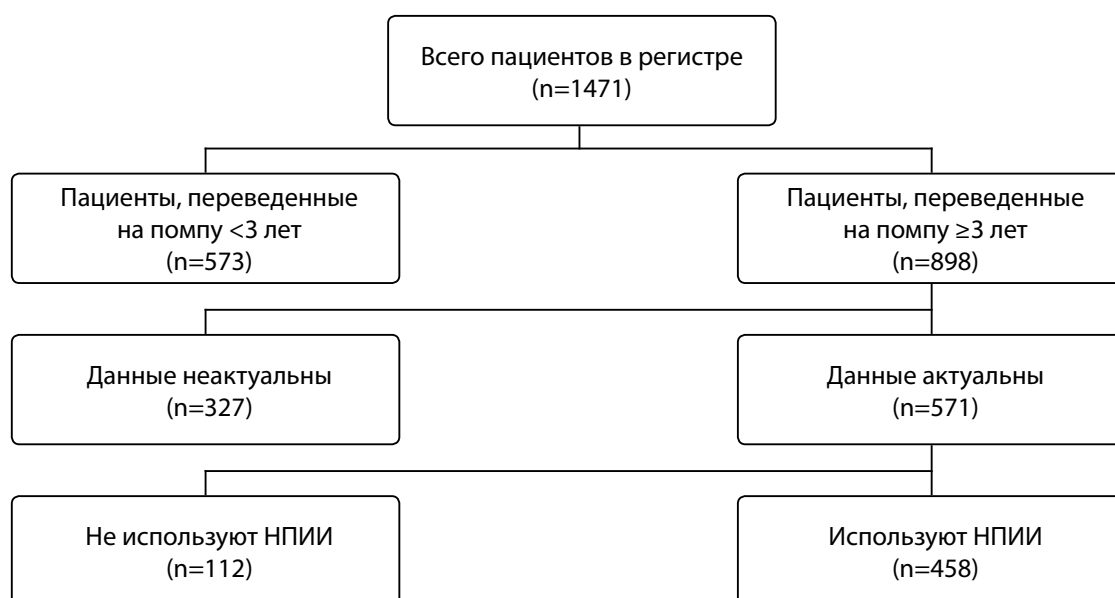 Всего пациентов в регистре
(n=1471)
Пациенты, переведенные
на помпу <3 лет
(n=573)
Пациенты, переведенные
на помпу ≥3 лет
(n=898)
Данные неактуальны
(n=327)
Данные актуальны
(n=571)
Не используют НПИИ
(n=112)
Используют НПИИ
(n=458)